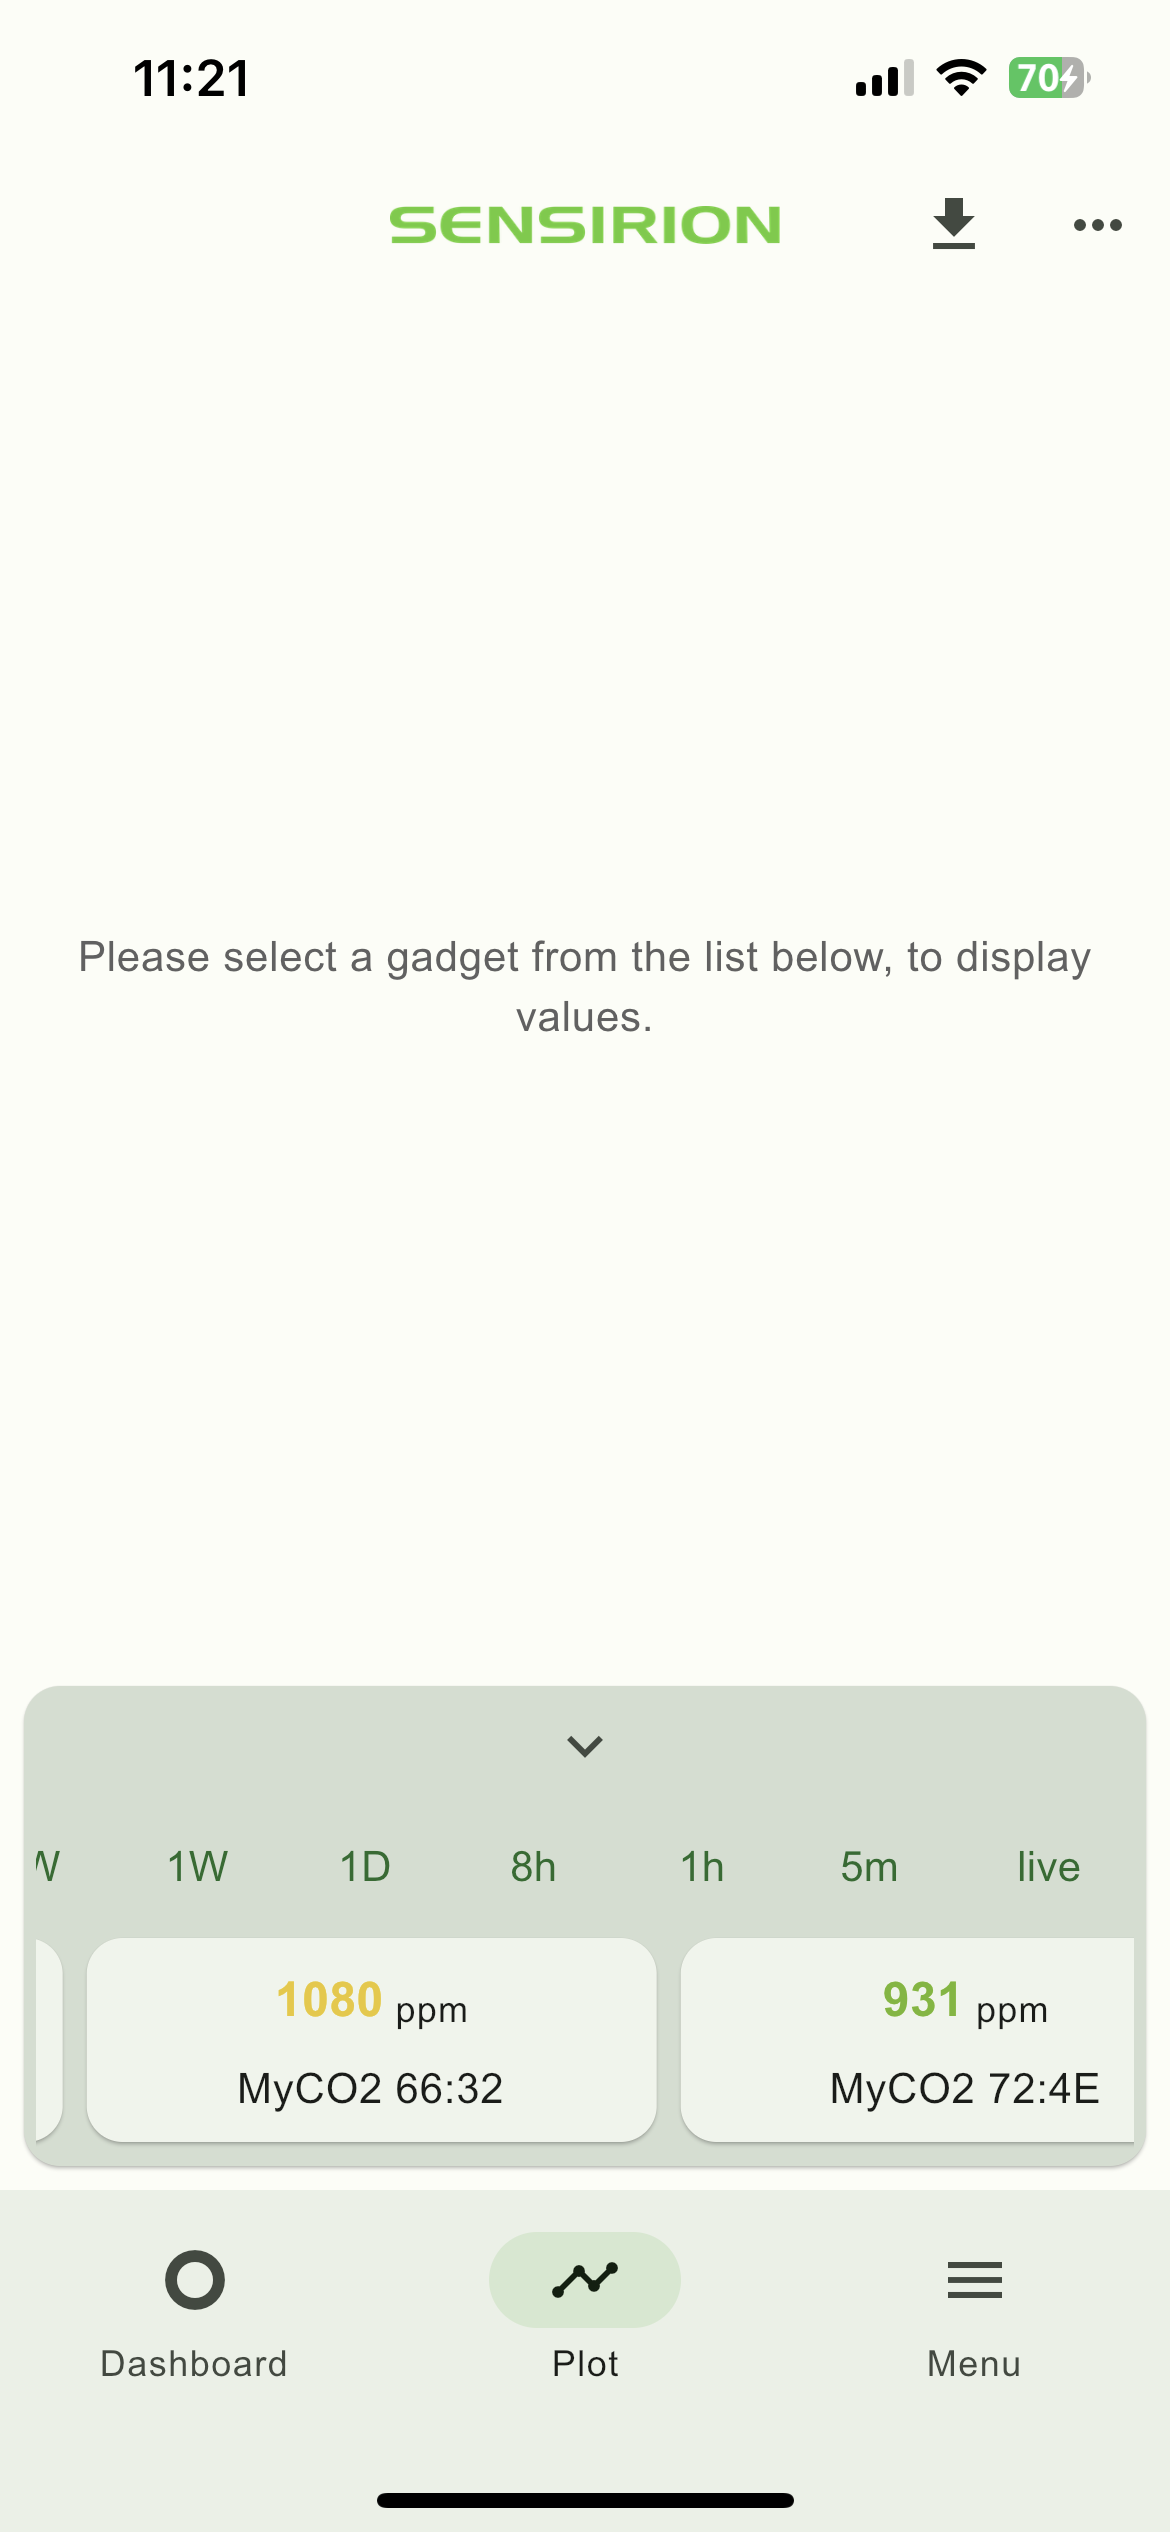 11:21
70
SENSIRION
Please select a gadget from the list below, to display
values.
W 1W 1D 8h 1h 5m live
1080 ppm 931 ppm
MyCO2 66:32 MyCO2 72:4E
Dashboard Plot Menu